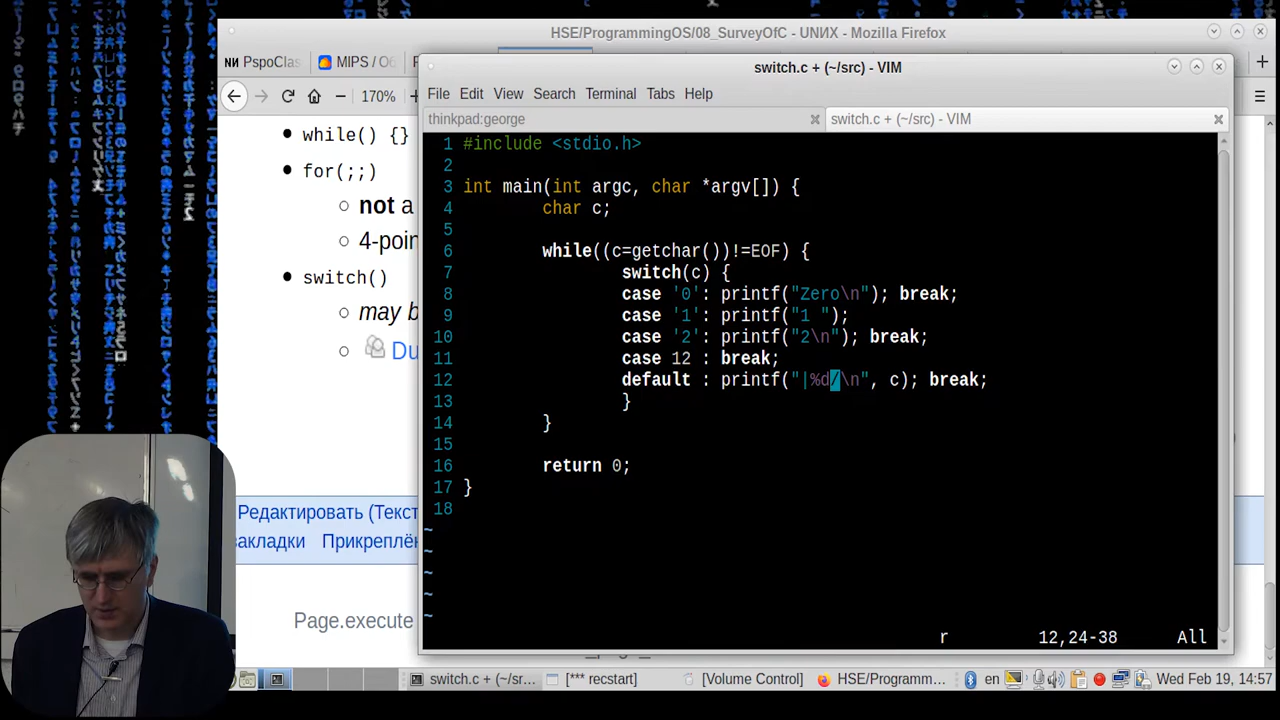 HSE/ProgrammingOS/08_SurveyOfC - UNИX - Mozilla Firefox
ИИ PspoClas
MIPS / Об
170%
while() {}
for(;;)
not a
4-poin
switch()
may b
Du
Редактировать (Текст
закладки Прикреплён
Page.execute
switch.c + (~/src) - VIM
File Edit View Search Terminal Tabs Help
thinkpad:george
switch.c + (~/src) - VIM
1 #include <stdio.h>
2
3 int main(int argc, char *argv[]) {
4 char c;
5
6 while((c=getchar())!=EOF) {
7 switch(c) {
8 case '0': printf("Zero\n"); break;
9 case '1': printf("1 ");
10 case '2': printf("2\n"); break;
11 case 12 : break;
12 default : printf("|%d/\n", c); break;
13 }
14 }
15
16 return 0;
17 }
18
~
~
~
~
~
r 12,24-38 All
switch.c + (~/sr...
[*** recstart]
[Volume Control]
HSE/Programm...
en
Wed Feb 19, 14:57